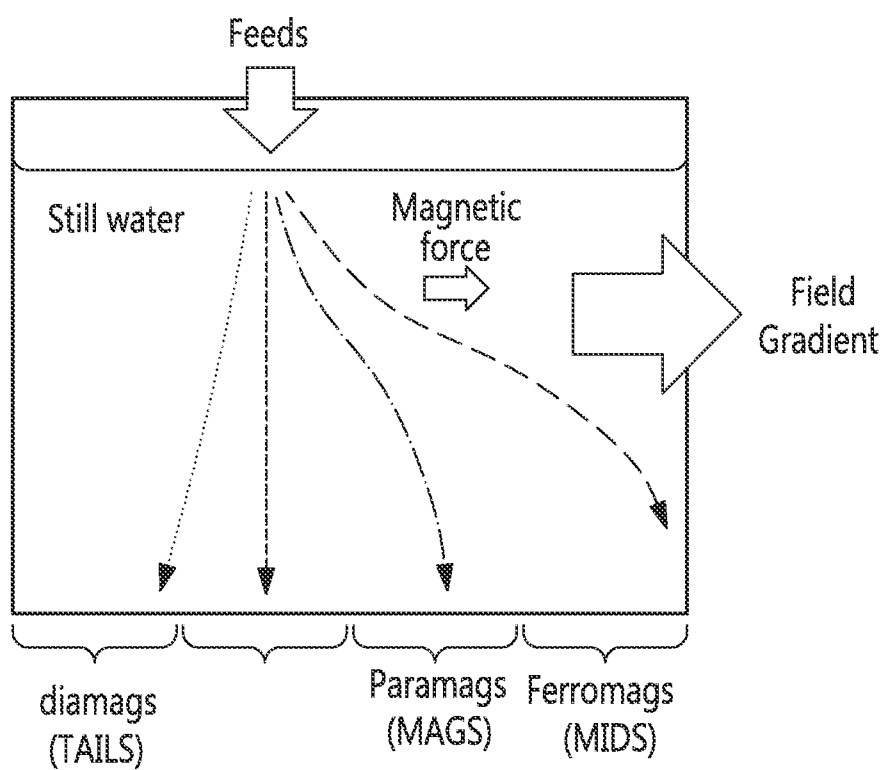 Feeds
Still water
Magnetic
force
Field
Gradient
diamags
(TAILS)
Paramags
(MAGS)
Ferromags
(MIDS)